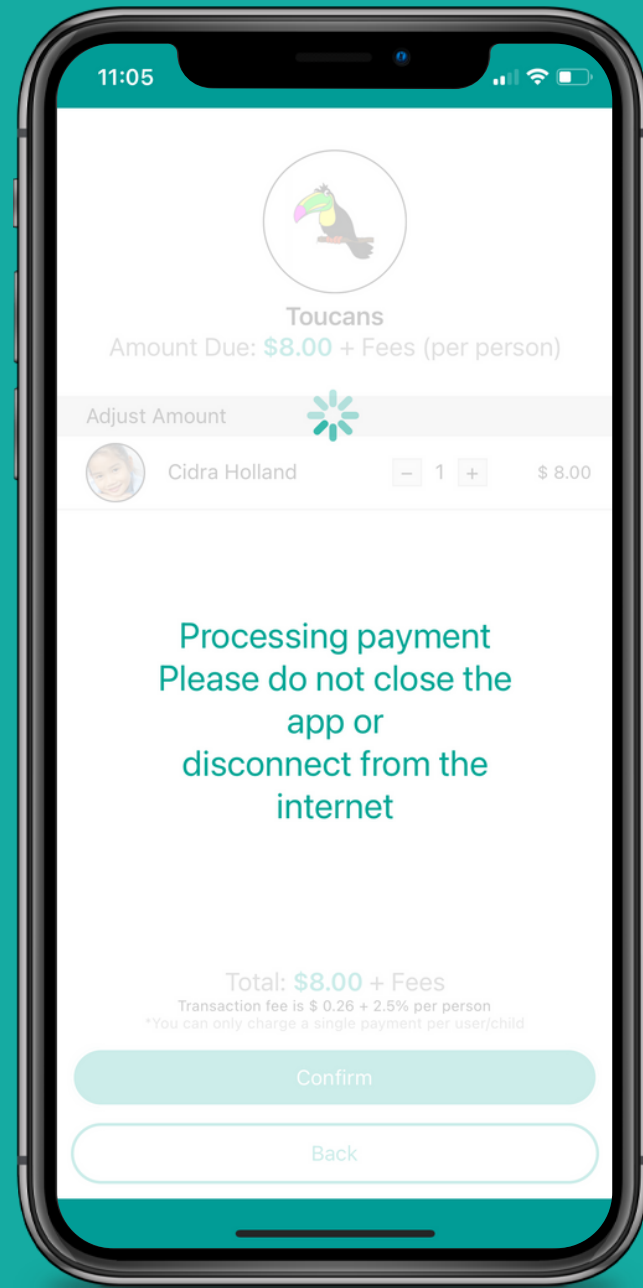 11:05
Toucans
Amount Due: $8.00 + Fees (per person)
Adjust Amount
Cidra Holland − 1 + $ 8.00
Processing payment
Please do not close the
app or
disconnect from the
internet
Total: $8.00 + Fees
Transaction fee is $ 0.26 + 2.5% per person
*You can only charge a single payment per user/child
Confirm
Back